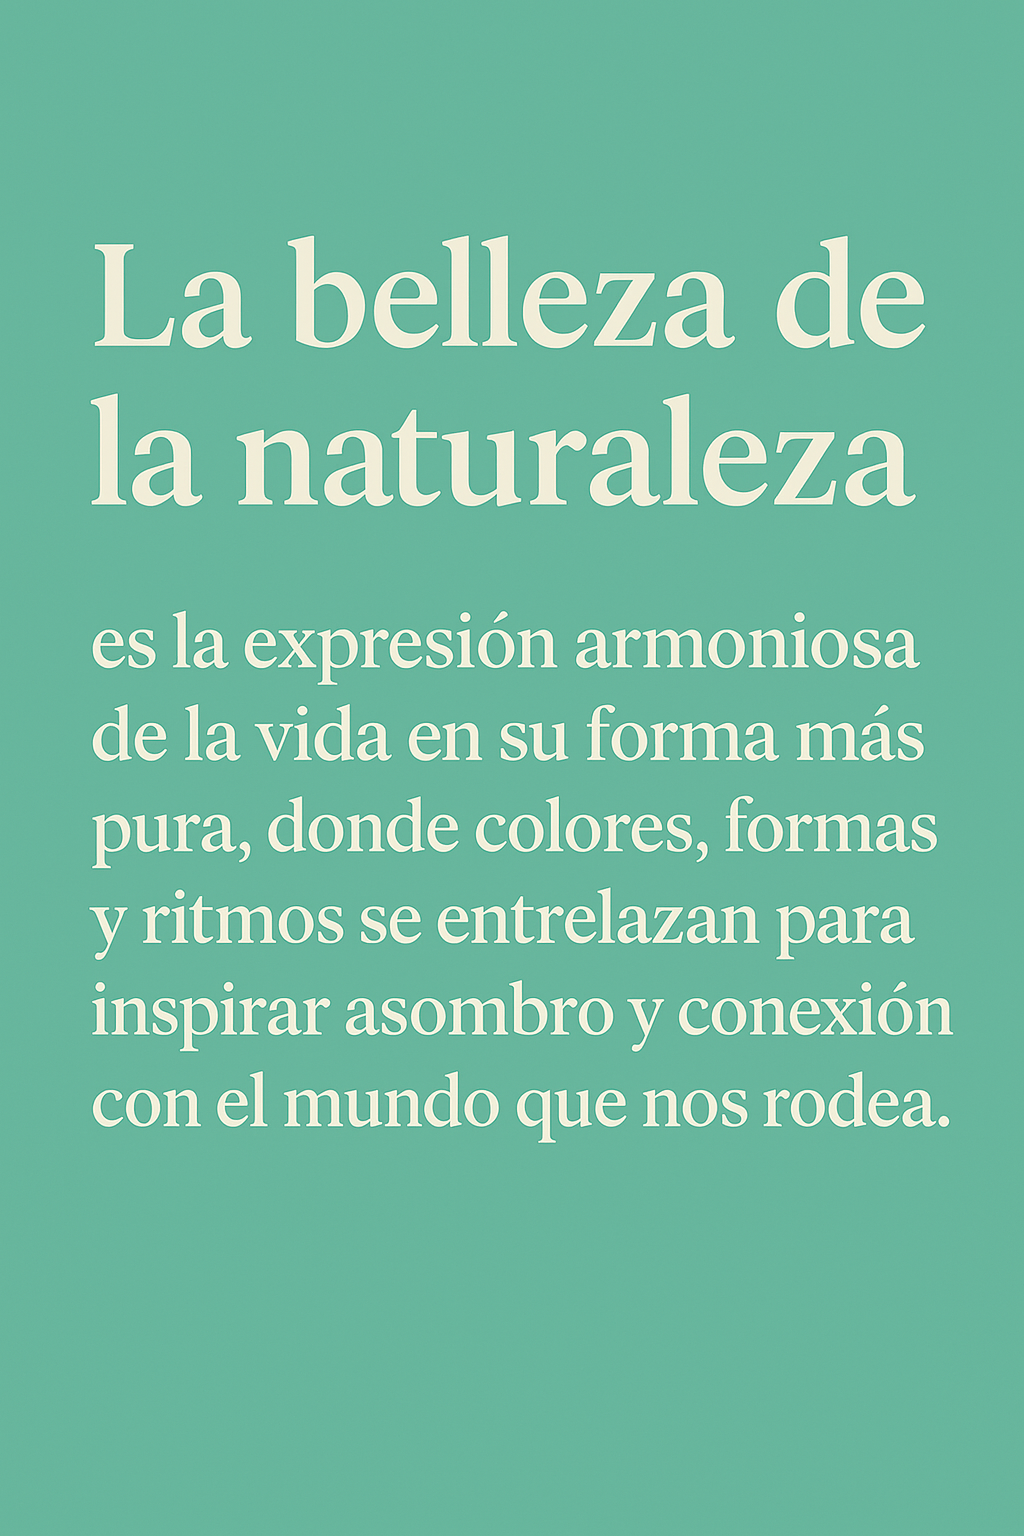 La belleza de
la naturaleza
es la expresión armoniosa
de la vida en su forma más
pura, donde colores, formas
y ritmos se entrelazan para
inspirar asombro y conexión
con el mundo que nos rodea.